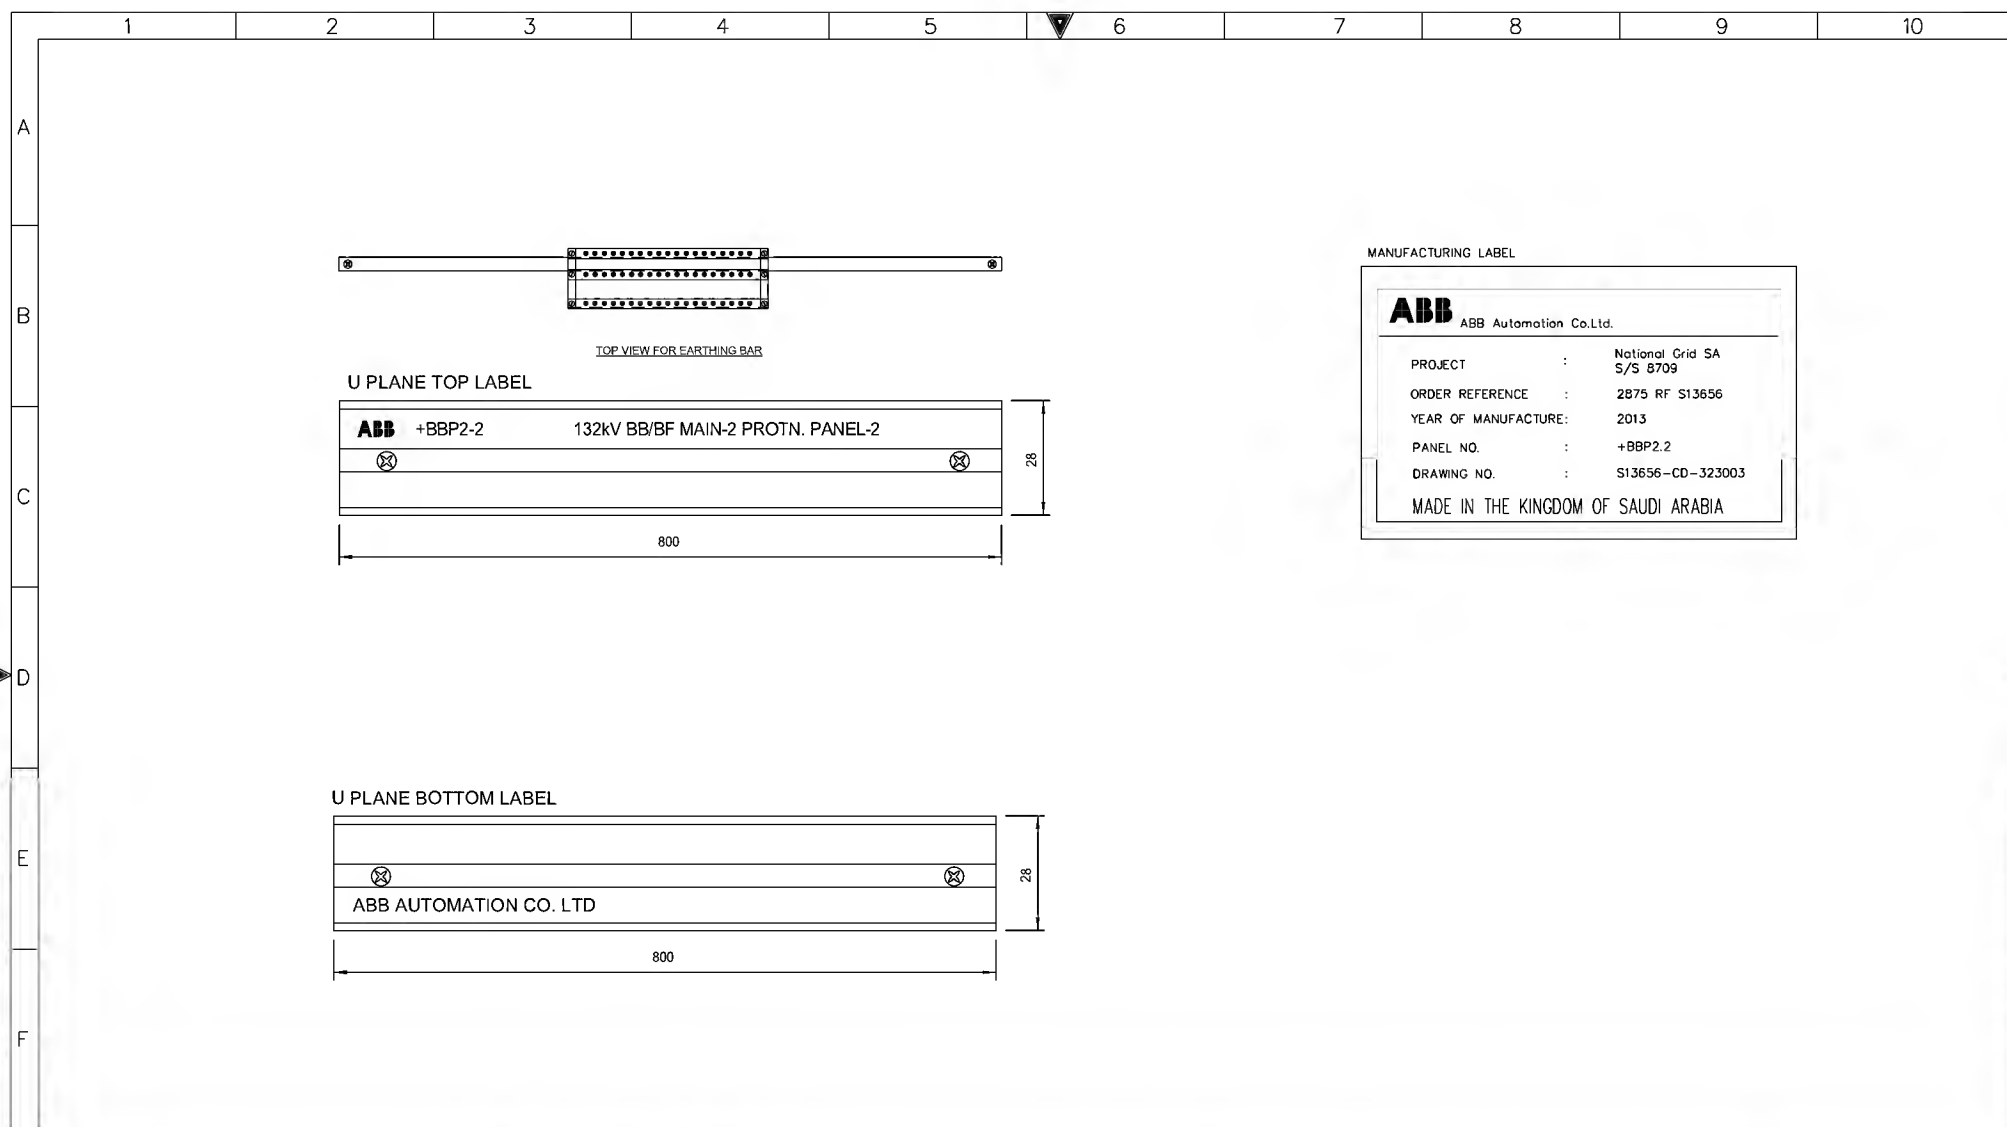 1 2 3 4 5 6 7 8 9 10
A
B
C
D
E
F
TOP VIEW FOR EARTHING BAR
U PLANE TOP LABEL
ABB +BBP2-2 132kV BB/BF MAIN-2 PROTN. PANEL-2
28
800
U PLANE BOTTOM LABEL
ABB AUTOMATION CO. LTD
28
800
MANUFACTURING LABEL
ABB ABB Automation Co.Ltd.
PROJECT : National Grid SA
S/S 8709
ORDER REFERENCE : 2875 RF S13656
YEAR OF MANUFACTURE: 2013
PANEL NO. : +BBP2.2
DRAWING NO. : S13656-CD-323003
MADE IN THE KINGDOM OF SAUDI ARABIA